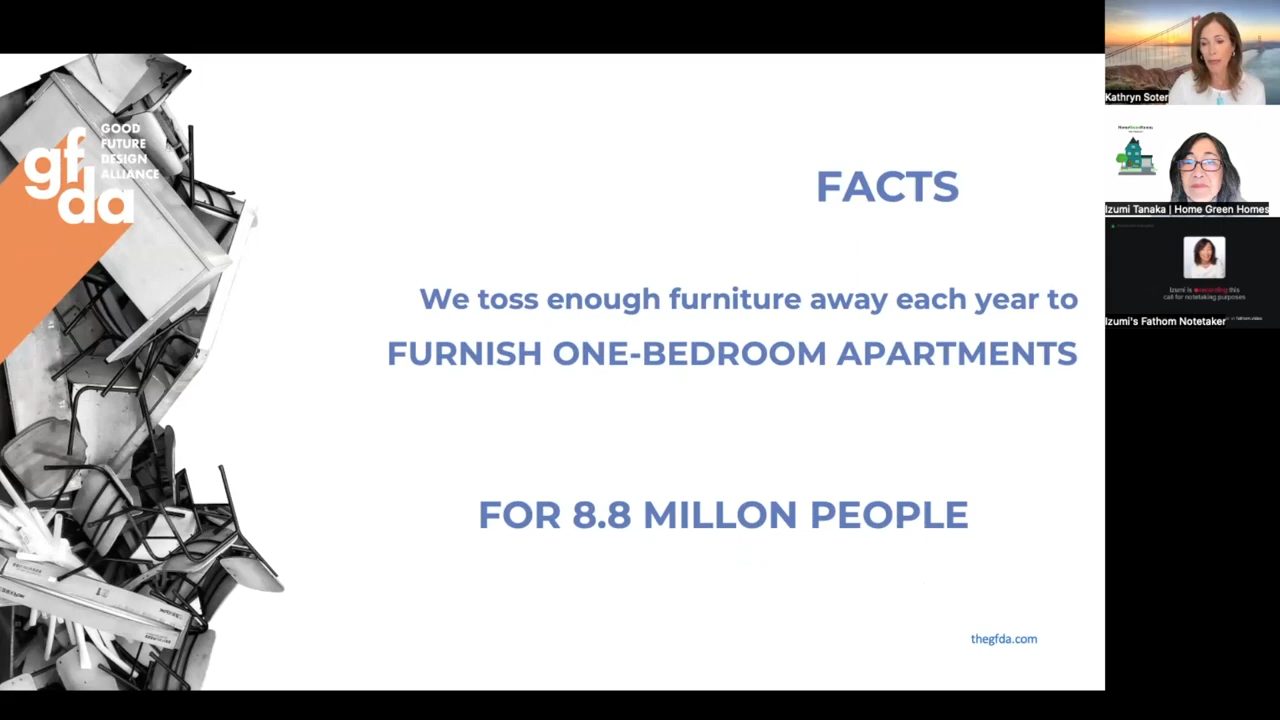 GOOD
FUTURE
DESIGN
ALLIANCE
gf
da
FACTS
We toss enough furniture away each year to
FURNISH ONE-BEDROOM APARTMENTS
FOR 8.8 MILLON PEOPLE
thegfda.com
Kathryn Soter
Izumi Tanaka | Home Green Homes
Izumi is recording this
call for notetaking purposes
Izumi's Fathom Notetaker